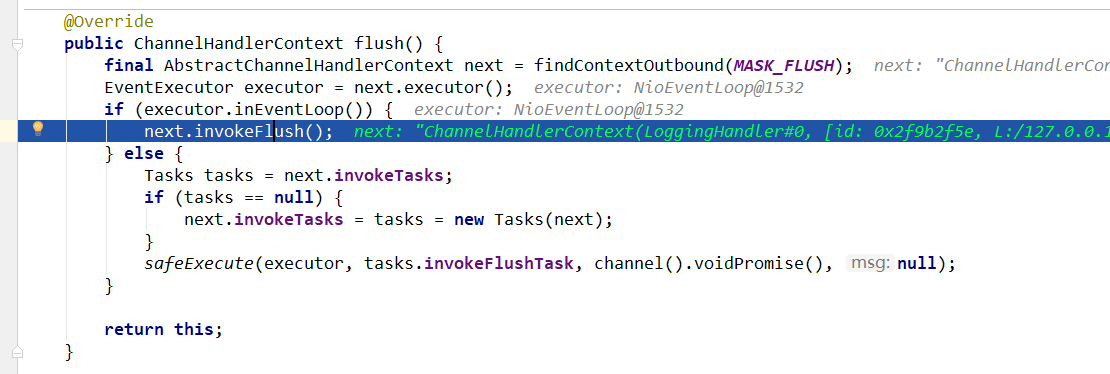 @Override
public ChannelHandlerContext flush() {
    final AbstractChannelHandlerContext next = findContextOutbound(MASK_FLUSH);  next: "ChannelHandlerCon
    EventExecutor executor = next.executor();  executor: NioEventLoop@1532
    if (executor.inEventLoop()) {  executor: NioEventLoop@1532
        next.invokeFlush();  next: "ChannelHandlerContext(LoggingHandler#0, [id: 0x2f9b2f5e, L:/127.0.0.1
    } else {
        Tasks tasks = next.invokeTasks;
        if (tasks == null) {
            next.invokeTasks = tasks = new Tasks(next);
        }
        safeExecute(executor, tasks.invokeFlushTask, channel().voidPromise(), msg: null);
    }
    return this;
}